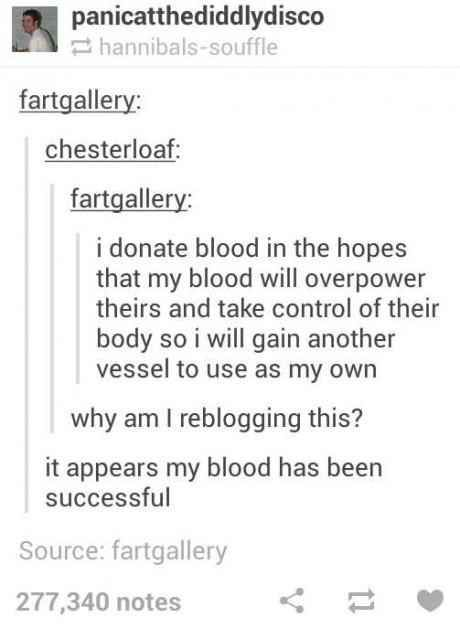 panicatthediddlydisco
hannibals-souffle
fartgallery:
chesterloaf:
fartgallery:
i donate blood in the hopes
that my blood will overpower
theirs and take control of their
body so i will gain another
vessel to use as my own
why am I reblogging this?
it appears my blood has been
successful
Source: fartgallery
277,340 notes